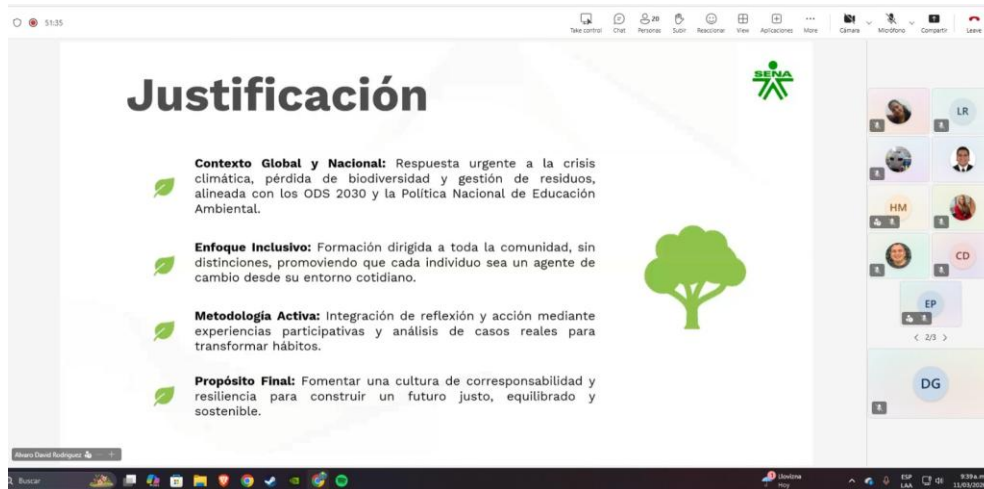 51:35
Take control
Chat
20
Personas
Subir
Reaccionar
View
Aplicaciones
More
Cámara
Micrófono
Compartir
Leave
Justificación
SENA
Contexto Global y Nacional: Respuesta urgente a la crisis
climática, pérdida de biodiversidad y gestión de residuos,
alineada con los ODS 2030 y la Política Nacional de Educación
Ambiental.
Enfoque Inclusivo: Formación dirigida a toda la comunidad, sin
distinciones, promoviendo que cada individuo sea un agente de
cambio desde su entorno cotidiano.
Metodología Activa: Integración de reflexión y acción mediante
experiencias participativas y análisis de casos reales para
transformar hábitos.
Propósito Final: Fomentar una cultura de corresponsabilidad y
resiliencia para construir un futuro justo, equilibrado y
sostenible.
LR
HM
CD
EP
< 2/3 >
DG
Alvaro David Rodriguez
Buscar
Llovizna
Hoy
ESP
LAA
9:39 a.m.